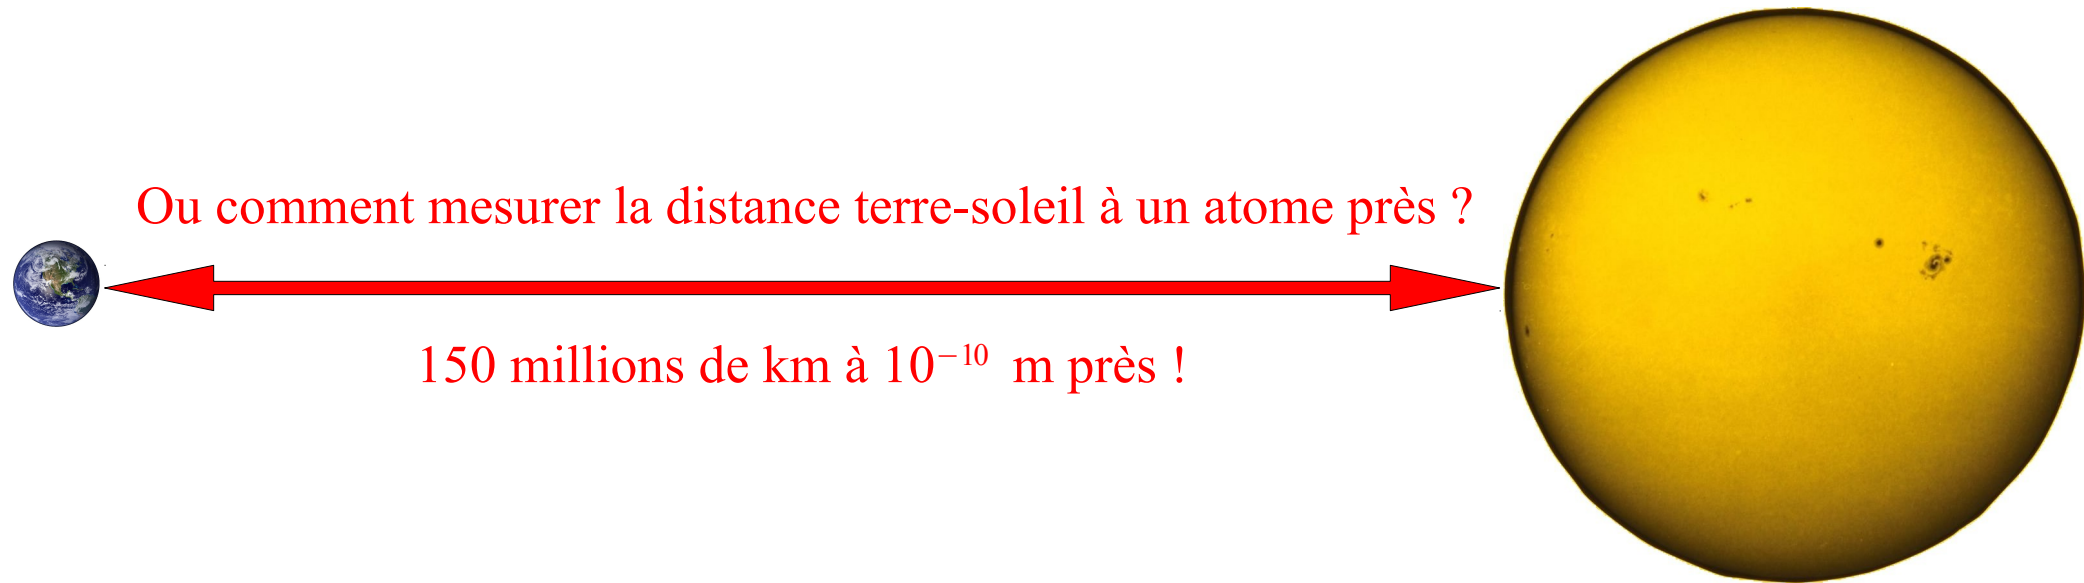 Ou comment mesurer la distance terre-soleil à un atome près ?
150 millions de km à 10⁻¹⁰ m près !